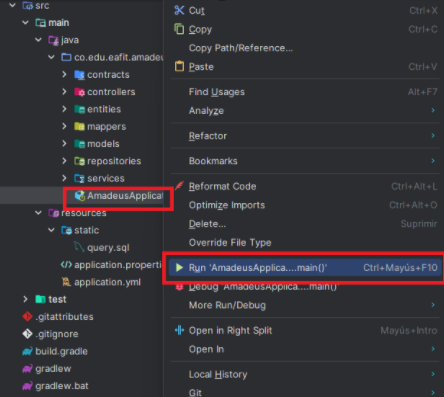 src
main
java
co.edu.eafit.amadeu
contracts
controllers
entities
mappers
models
repositories
services
AmadeusApplicat
resources
static
query.sql
application.properti
application.yml
test
.gitattributes
.gitignore
build.gradle
gradlew
gradlew.bat
Cut Ctrl+X
Copy Ctrl+C
Copy Path/Reference...
Paste Ctrl+V
Find Usages Alt+F7
Analyze
Refactor
Bookmarks
Reformat Code Ctrl+Alt+L
Optimize Imports Ctrl+Alt+O
Delete... Suprimir
Override File Type
Run 'AmadeusApplica....main()' Ctrl+Mayús+F10
Debug 'AmadeusApplica....main()'
More Run/Debug
Open in Right Split Mayús+Intro
Open In
Local History
Git